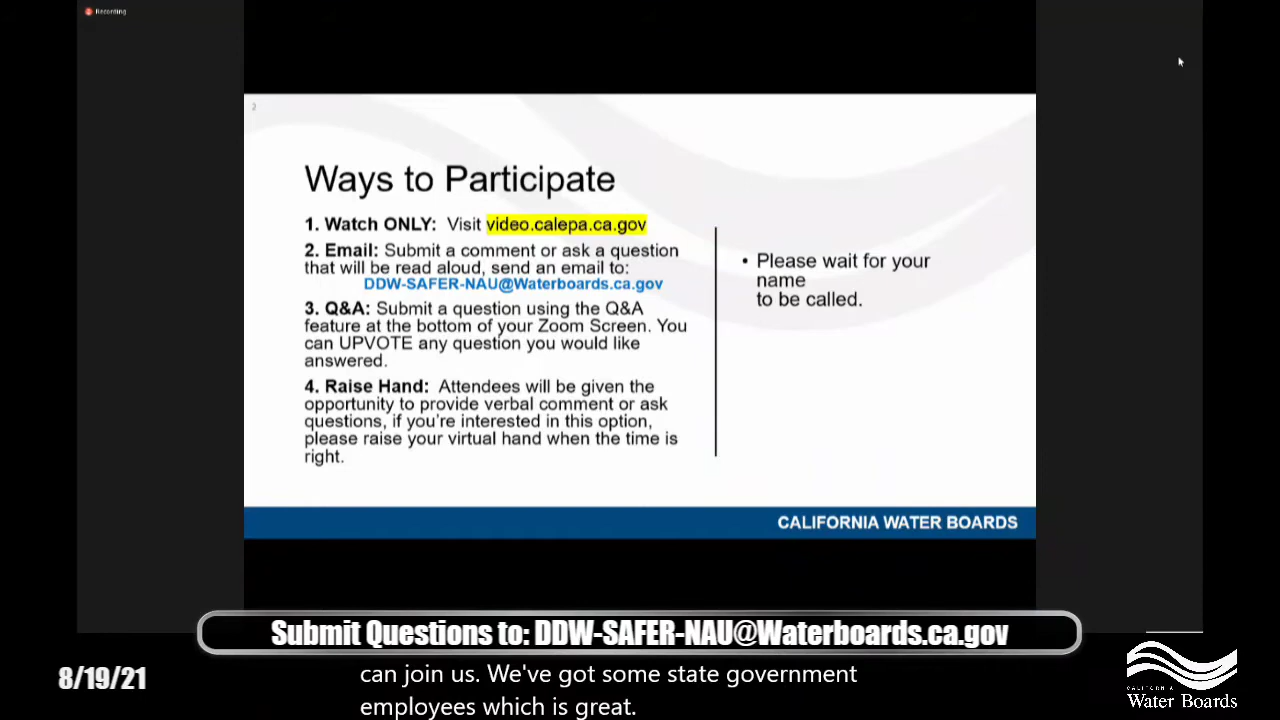 Recording
2
Ways to Participate
1. Watch ONLY: Visit video.calepa.ca.gov
2. Email: Submit a comment or ask a question
that will be read aloud, send an email to:
DDW-SAFER-NAU@Waterboards.ca.gov
3. Q&A: Submit a question using the Q&A
feature at the bottom of your Zoom Screen. You
can UPVOTE any question you would like
answered.
4. Raise Hand: Attendees will be given the
opportunity to provide verbal comment or ask
questions, if you're interested in this option,
please raise your virtual hand when the time is
right.
• Please wait for your
name
to be called.
CALIFORNIA WATER BOARDS
Submit Questions to: DDW-SAFER-NAU@Waterboards.ca.gov
8/19/21
can join us. We've got some state government
employees which is great.
CALIFORNIA
Water Boards